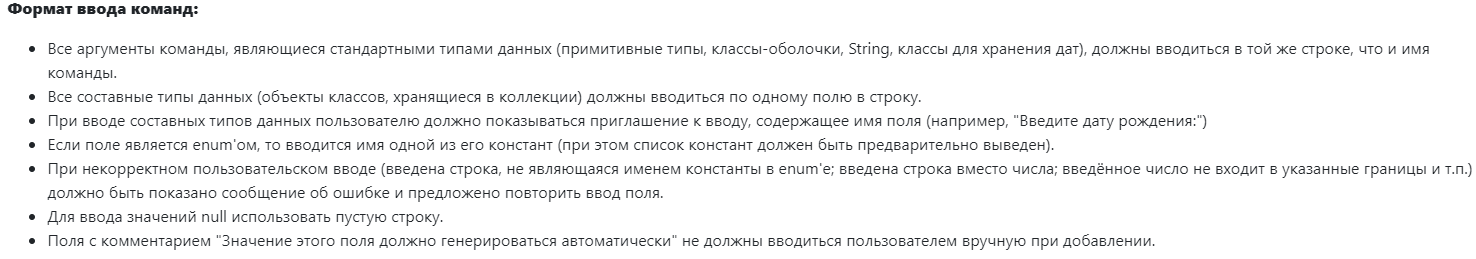 Формат ввода команд:
Все аргументы команды, являющиеся стандартными типами данных (примитивные типы, классы-оболочки, String, классы для хранения дат), должны вводиться в той же строке, что и имя
команды.
Все составные типы данных (объекты классов, хранящиеся в коллекции) должны вводиться по одному полю в строку.
При вводе составных типов данных пользователю должно показываться приглашение к вводу, содержащее имя поля (например, "Введите дату рождения:")
Если поле является enum'ом, то вводится имя одной из его констант (при этом список констант должен быть предварительно выведен).
При некорректном пользовательском вводе (введена строка, не являющаяся именем константы в enum'е; введена строка вместо числа; введённое число не входит в указанные границы и т.п.)
должно быть показано сообщение об ошибке и предложено повторить ввод поля.
Для ввода значений null использовать пустую строку.
Поля с комментарием "Значение этого поля должно генерироваться автоматически" не должны вводиться пользователем вручную при добавлении.